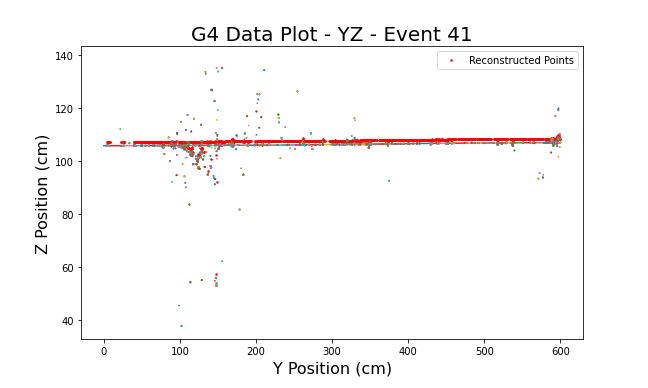 G4 Data Plot - YZ - Event 41
Reconstructed Points
Z Position (cm)
140
120
100
80
60
40
0 100 200 300 400 500 600
Y Position (cm)